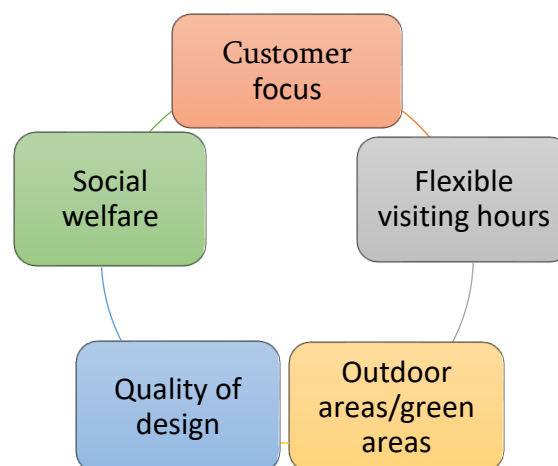 Customer
focus
Flexible
visiting hours
Outdoor
areas/green
areas
Quality of
design
Social
welfare